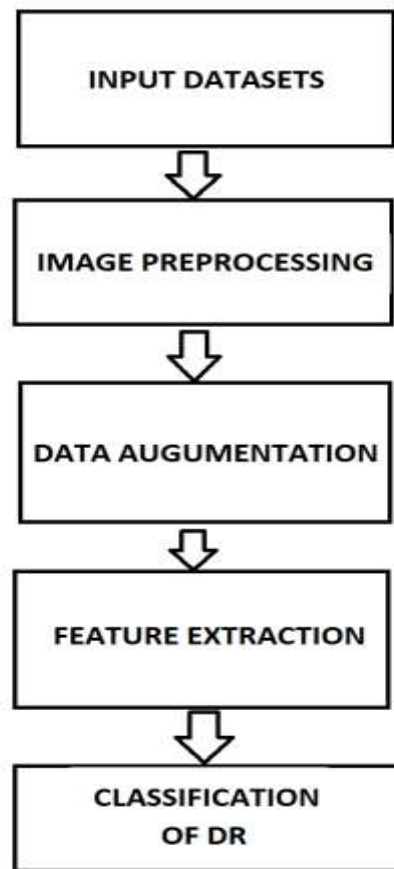 INPUT DATASETS
IMAGE PREPROCESSING
DATA AUGUMENTATION
FEATURE EXTRACTION
CLASSIFICATION
OF DR